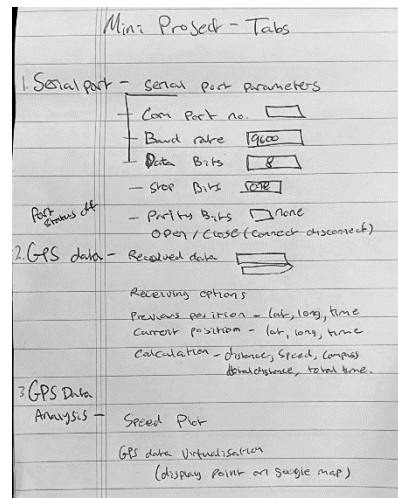 Mini Project - Tabs
1. Serial port - serial port parameters
Com Port no.
Baud rate 9600
Data Bits 8
Stop Bits one
Port status off
Parity Bits none
OPEN / Close (connect disconnect)
2. GPS data - Received data
Receiving options
Previous position - lat, long, time
Current position - lat, long, time
Calculation - distance, speed, compass
total distance, total time.
3. GPS Data
Analysis - Speed Plot
GPS data virtualisation
(display point on google map)